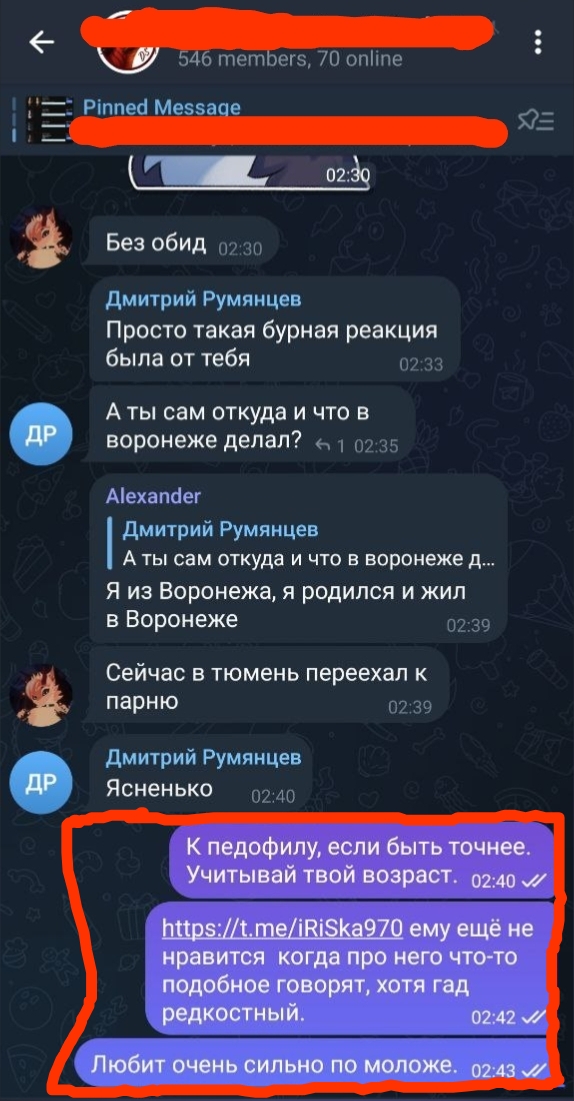 546 members, 70 online
Pinned Message
02:30
Без обид 02:30
Дмитрий Румянцев
Просто такая бурная реакция
была от тебя
02:33
ДР
А ты сам откуда и что в
воронеже делал? 1 02:35
Alexander
Дмитрий Румянцев
А ты сам откуда и что в воронеже д...
Я из Воронежа, я родился и жил
в Воронеже
02:39
Сейчас в тюмень переехал к
парню
02:39
Дмитрий Румянцев
ДР
Ясненько 02:40
К педофилу, если быть точнее.
Учитывай твой возраст. 02:40
https://t.me/iRiSka970 ему ещё не
нравится когда про него что-то
подобное говорят, хотя гад
редкостный. 02:42
Любит очень сильно по моложе. 02:43